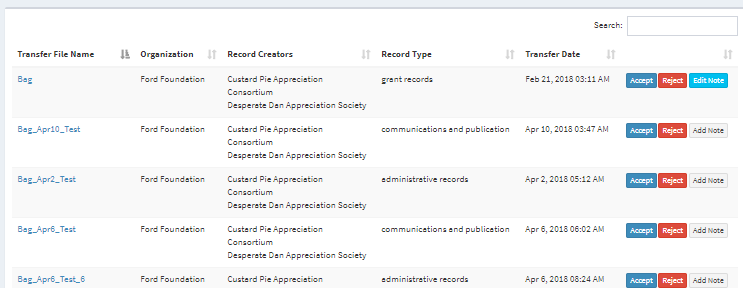 Search:
Transfer File Name Organization Record Creators Record Type Transfer Date
Bag Ford Foundation Custard Pie Appreciation grant records Feb 21, 2018 03:11 AM Accept Reject Edit Note
Consortium
Desperate Dan Appreciation Society
Bag_Apr10_Test Ford Foundation Custard Pie Appreciation communications and publication Apr 10, 2018 03:47 AM Accept Reject Add Note
Consortium
Desperate Dan Appreciation Society
Bag_Apr2_Test Ford Foundation Custard Pie Appreciation administrative records Apr 2, 2018 05:12 AM Accept Reject Add Note
Consortium
Desperate Dan Appreciation Society
Bag_Apr6_Test Ford Foundation Custard Pie Appreciation communications and publication Apr 6, 2018 06:02 AM Accept Reject Add Note
Consortium
Desperate Dan Appreciation Society
Bag_Apr6_Test_6 Ford Foundation Custard Pie Appreciation administrative records Apr 6, 2018 08:24 AM Accept Reject Add Note